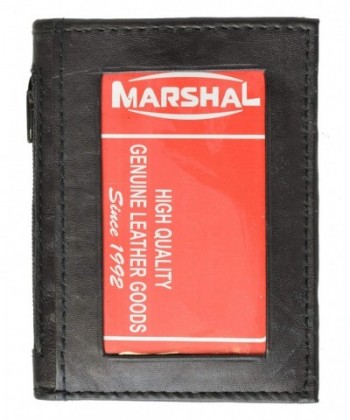 MARSHAL
HIGH QUALITY
GENUINE LEATHER GOODS
Since 1992